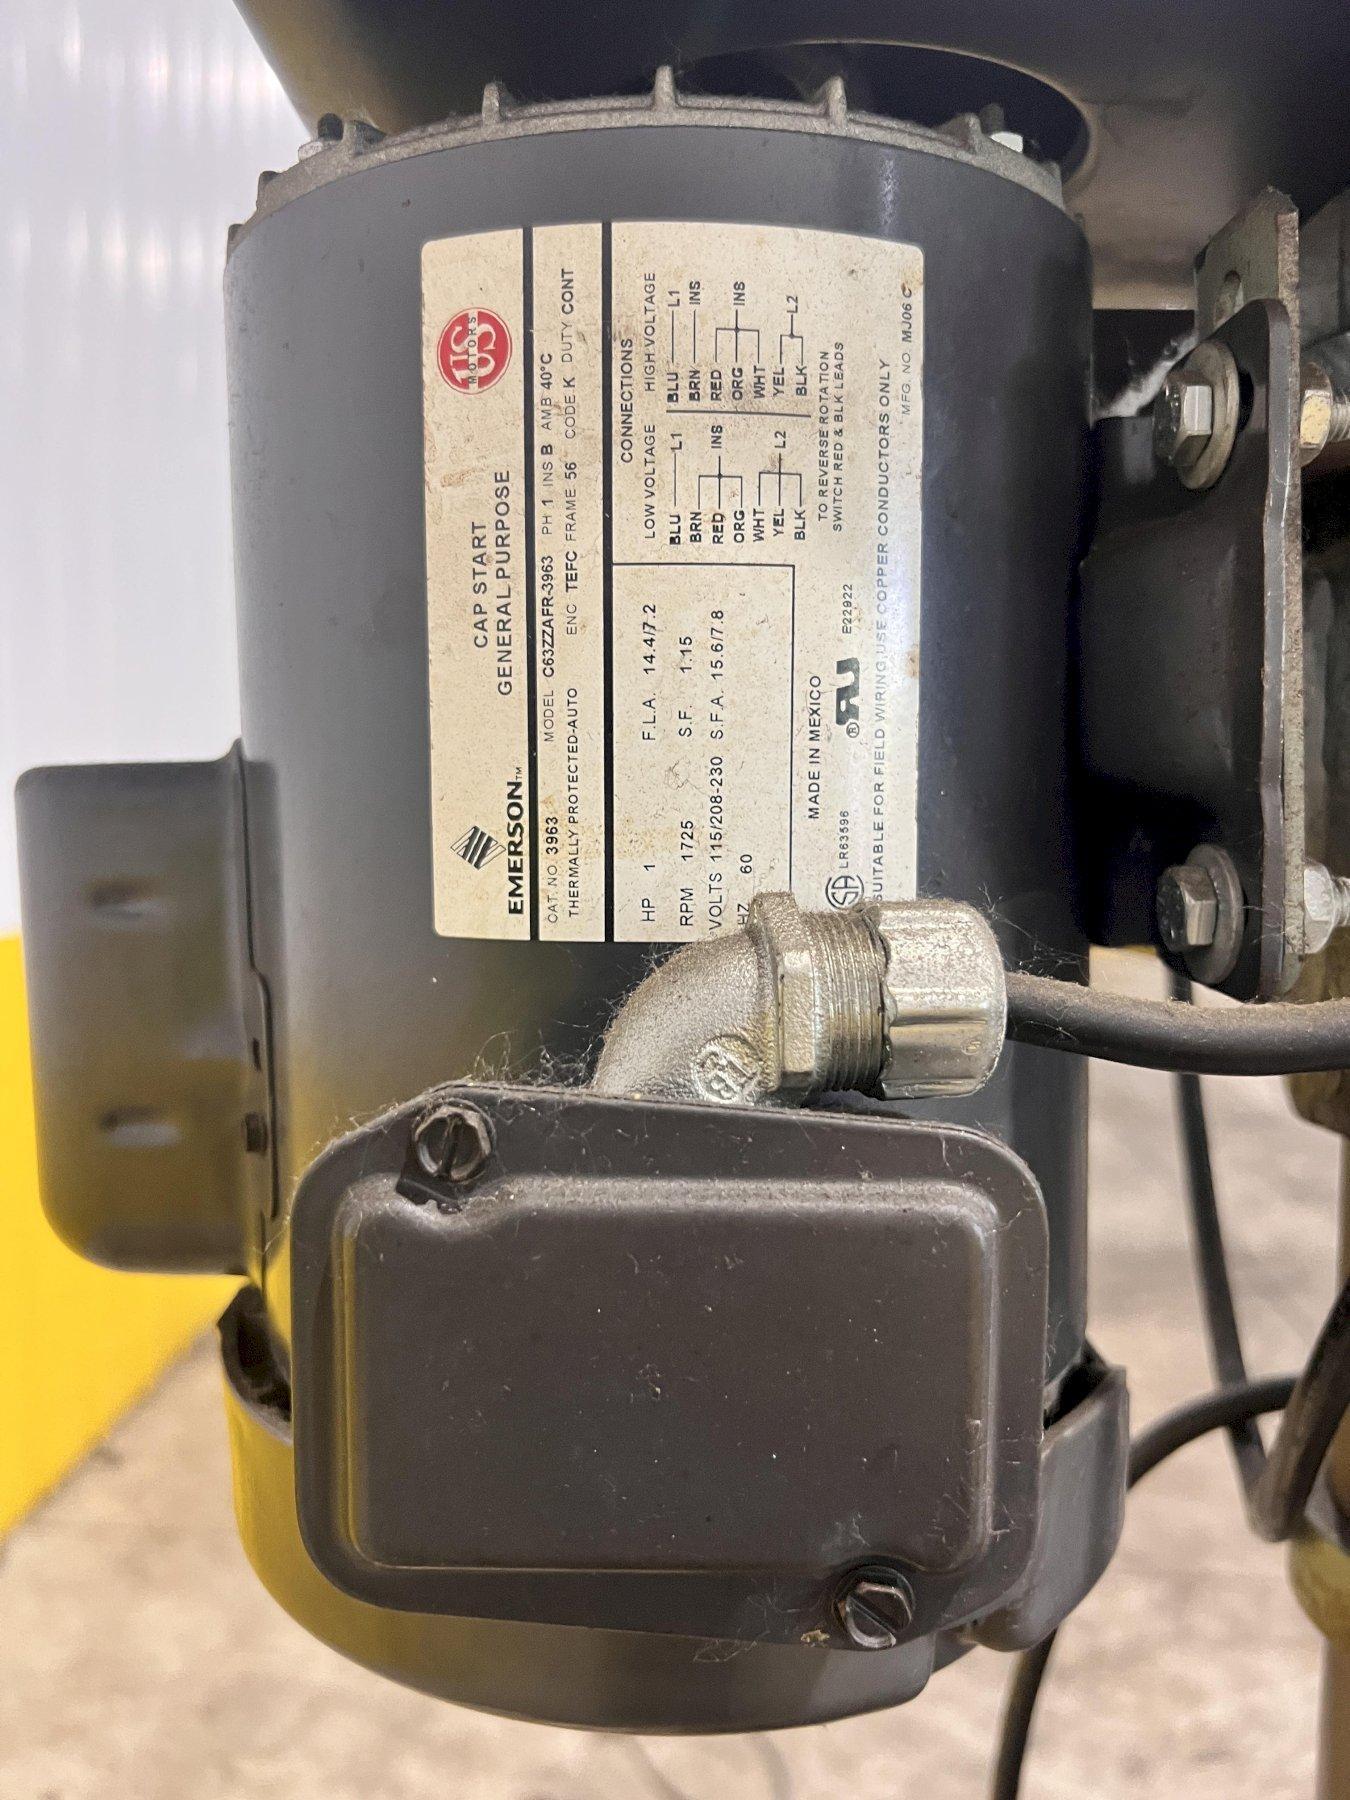 EMERSON™
CAP START
GENERAL PURPOSE
US
MOTORS
CAT. NO. 3963 MODEL C63ZZAFR-3963 PH 1 INS B AMB 40°C
THERMALLY PROTECTED-AUTO ENC TEFC FRAME 56 CODE K DUTY CONT
HP 1 F.L.A. 14.4/7.2
RPM 1725 S.F. 1.15
VOLTS 115/208-230 S.F.A. 15.6/7.8
HZ 60
CONNECTIONS
LOW VOLTAGE HIGH VOLTAGE
BLU L1 BLU L1
BRN BRN INS
RED INS RED
ORG ORG INS
WHT WHT
YEL L2 YEL
BLK BLK L2
TO REVERSE ROTATION
SWITCH RED & BLK LEADS
MADE IN MEXICO
LR63596 ® E22922
SUITABLE FOR FIELD WIRING, USE COPPER CONDUCTORS ONLY
MFG. NO. MJ06 C